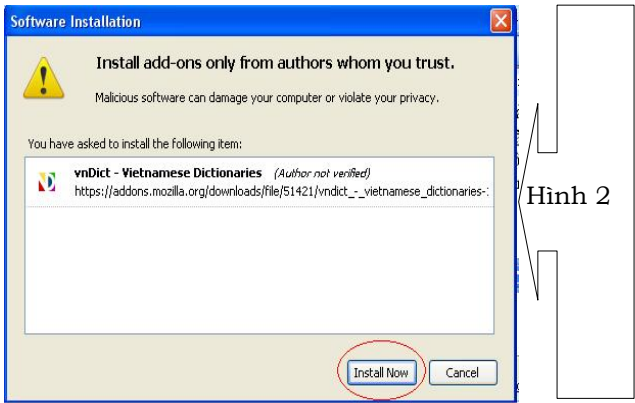 Software Installation
Install add-ons only from authors whom you trust.
Malicious software can damage your computer or violate your privacy.
You have asked to install the following item:
vnDict - Vietnamese Dictionaries (Author not verified)
https://addons.mozilla.org/downloads/file/51421/vndict_-_vietnamese_dictionaries-
Hình 2
Install Now
Cancel